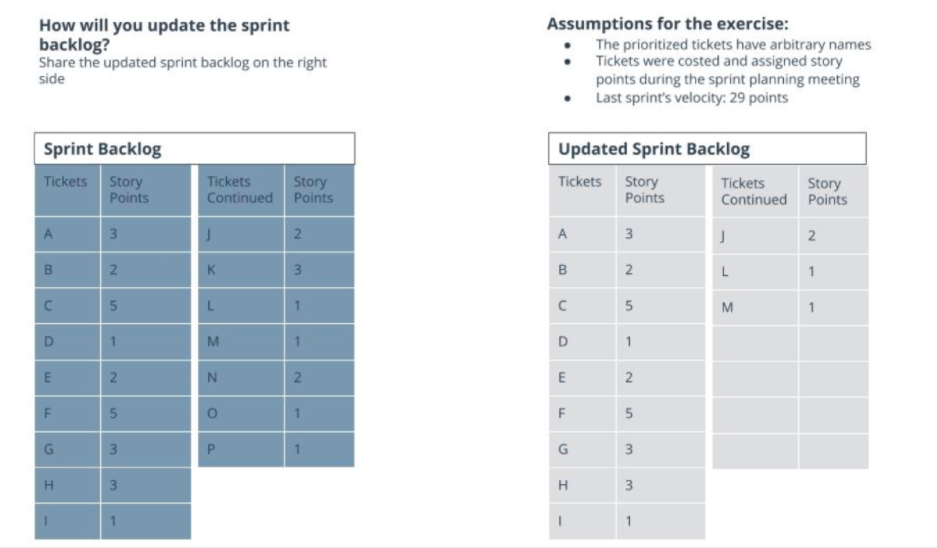 How will you update the sprint
backlog?
Share the updated sprint backlog on the right
side
Sprint Backlog
Tickets Story Points Tickets Continued Story Points
A 3 J 2
B 2 K 3
C 5 L 1
D 1 M 1
E 2 N 2
F 5 O 1
G 3 P 1
H 3
I 1
Assumptions for the exercise:
● The prioritized tickets have arbitrary names
● Tickets were costed and assigned story
points during the sprint planning meeting
● Last sprint's velocity: 29 points
Updated Sprint Backlog
Tickets Story Points Tickets Continued Story Points
A 3 J 2
B 2 L 1
C 5 M 1
D 1
E 2
F 5
G 3
H 3
I 1